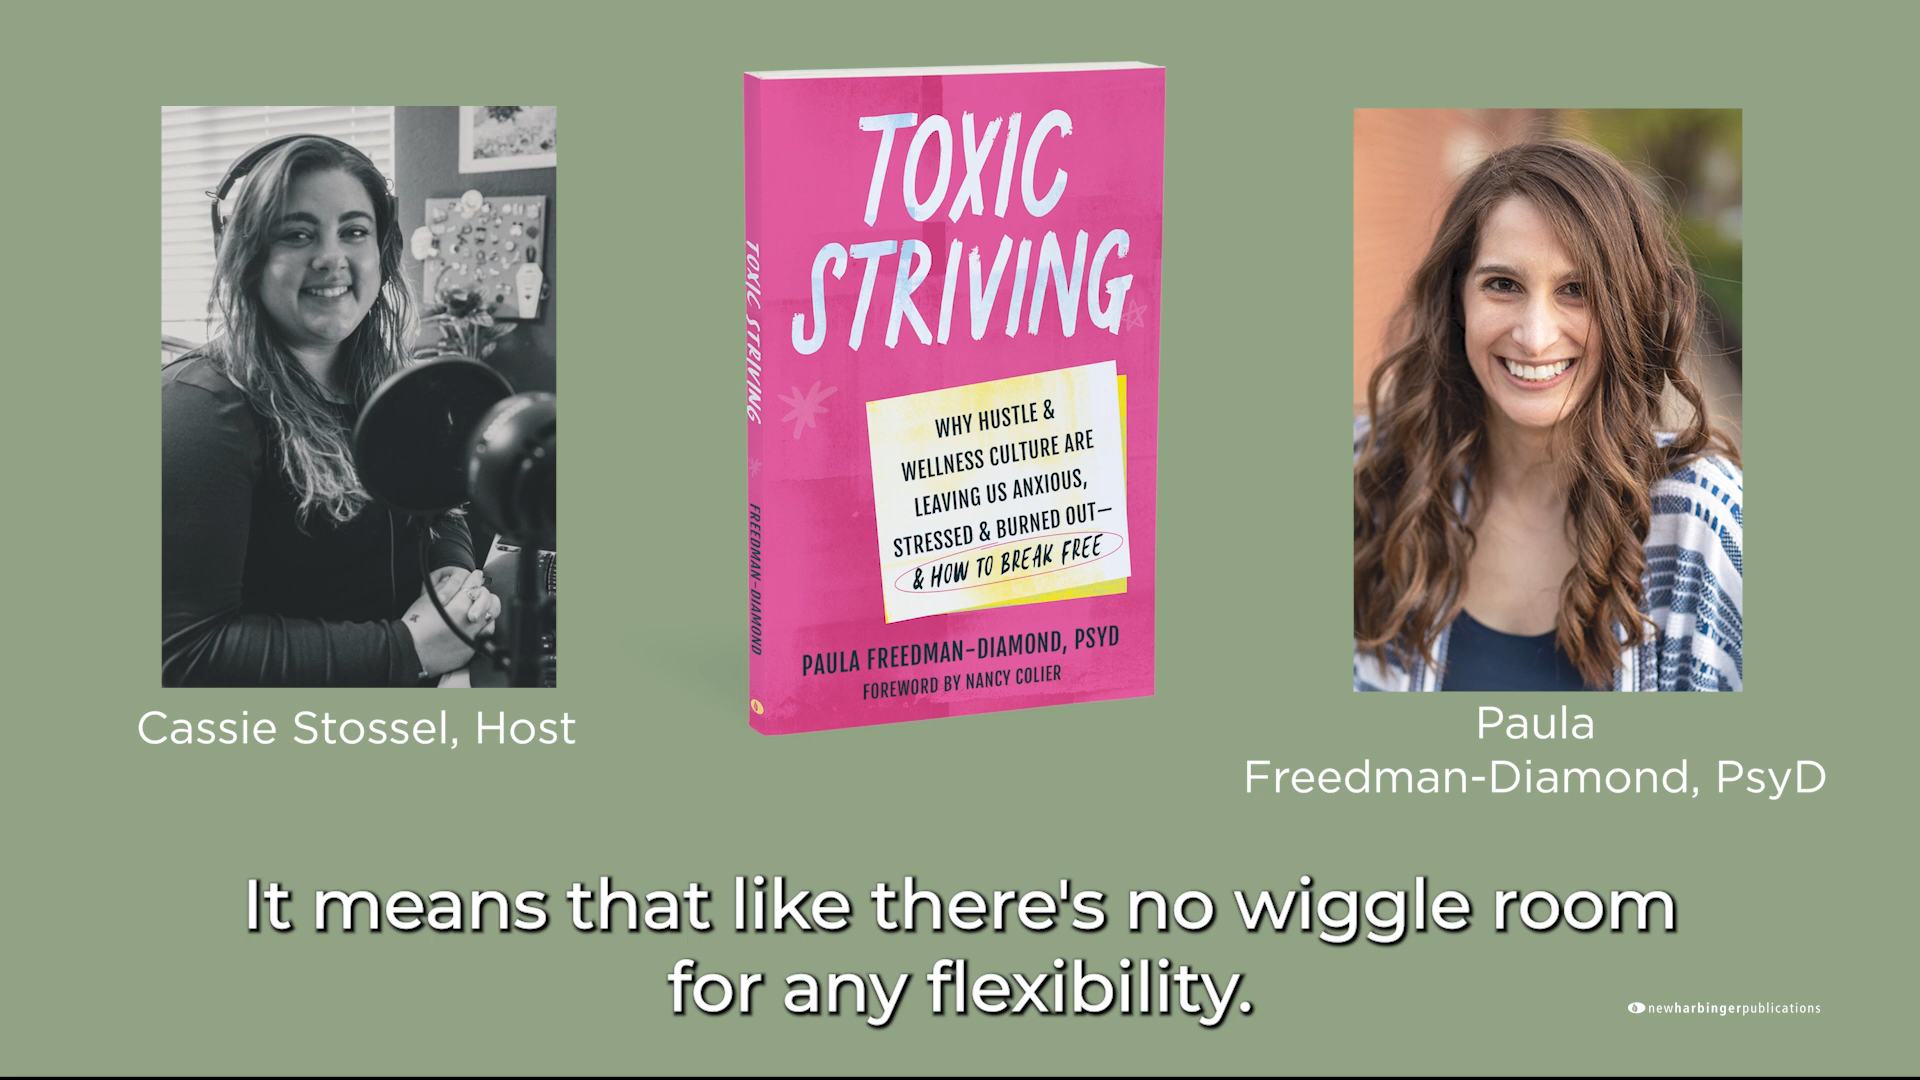 TOXIC
STRIVING
WHY HUSTLE &
WELLNESS CULTURE ARE
LEAVING US ANXIOUS,
STRESSED & BURNED OUT—
& HOW TO BREAK FREE
PAULA FREEDMAN-DIAMOND, PSYD
FOREWORD BY NANCY COLIER
TOXIC STRIVING
FREEDMAN-DIAMOND
Cassie Stossel, Host
Paula
Freedman-Diamond, PsyD
It means that like there's no wiggle room
for any flexibility.
newharbingerpublications